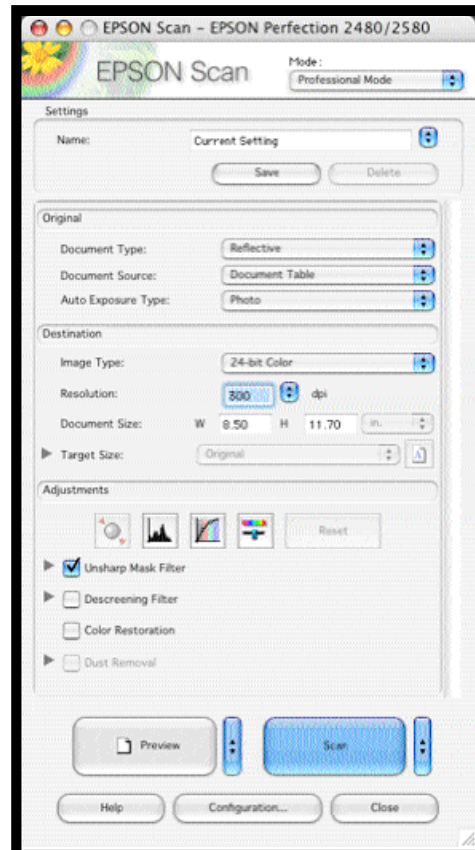 EPSON Scan – EPSON Perfection 2480/2580
EPSON Scan
Mode:
Professional Mode
Settings
Name: Current Setting
Save Delete
Original
Document Type: Reflective
Document Source: Document Table
Auto Exposure Type: Photo
Destination
Image Type: 24-bit Color
Resolution: 300 dpi
Document Size: W 8.50 H 11.70 in.
Target Size: Original
Adjustments
Reset
Unsharp Mask Filter
Descreening Filter
Color Restoration
Dust Removal
Preview Scan
Help Configuration... Close